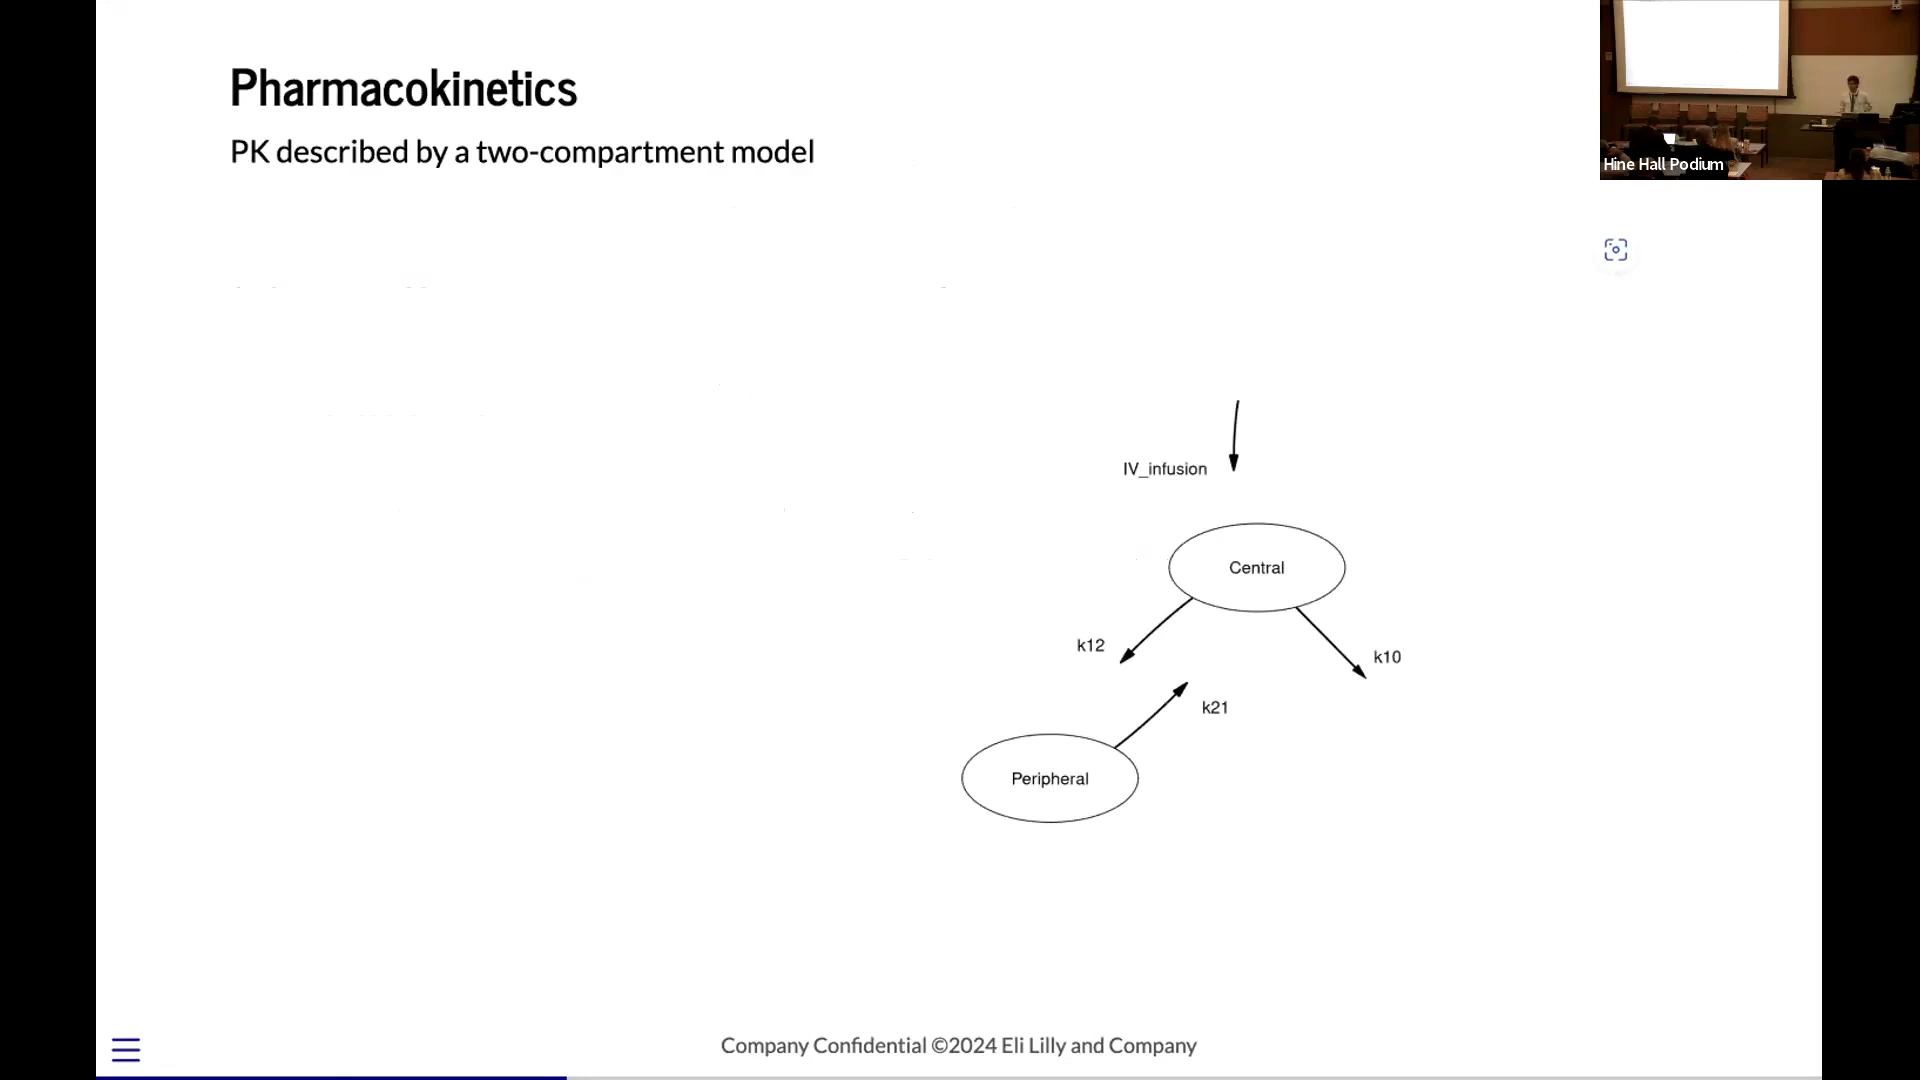 Pharmacokinetics
PK described by a two-compartment model
Hine Hall Podium
IV_infusion
Central
k12
k10
k21
Peripheral
Company Confidential ©2024 Eli Lilly and Company